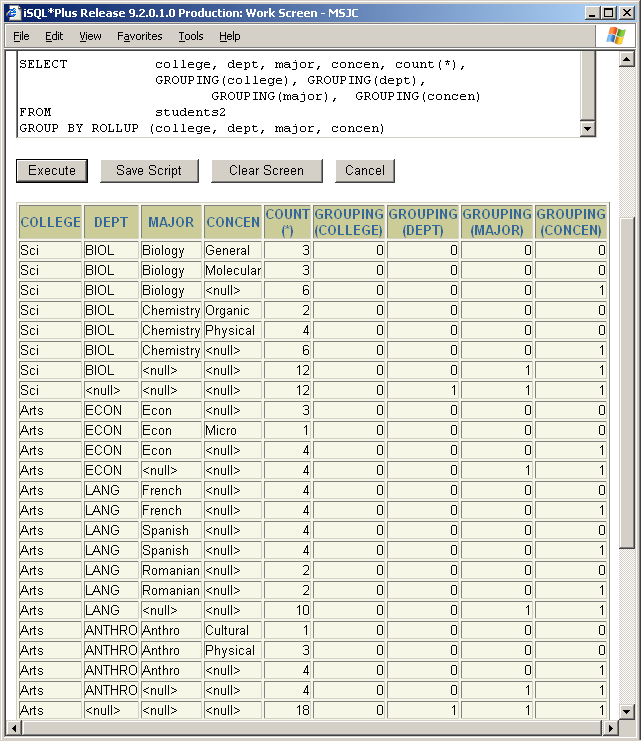 iSQL*Plus Release 9.2.0.1.0 Production: Work Screen - MSJC
File Edit View Favorites Tools Help
SELECT college, dept, major, concen, count(*),
GROUPING(college), GROUPING(dept),
GROUPING(major), GROUPING(concen)
FROM students2
GROUP BY ROLLUP (college, dept, major, concen)
Execute Save Script Clear Screen Cancel
COLLEGE DEPT MAJOR CONCEN COUNT(*) GROUPING(COLLEGE) GROUPING(DEPT) GROUPING(MAJOR) GROUPING(CONCEN)
Sci BIOL Biology General 3 0 0 0 0
Sci BIOL Biology Molecular 3 0 0 0 0
Sci BIOL Biology <null> 6 0 0 0 1
Sci BIOL Chemistry Organic 2 0 0 0 0
Sci BIOL Chemistry Physical 4 0 0 0 0
Sci BIOL Chemistry <null> 6 0 0 0 1
Sci BIOL <null> <null> 12 0 0 1 1
Sci <null> <null> <null> 12 0 1 1 1
Arts ECON Econ <null> 3 0 0 0 0
Arts ECON Econ Micro 1 0 0 0 0
Arts ECON Econ <null> 4 0 0 0 1
Arts ECON <null> <null> 4 0 0 1 1
Arts LANG French <null> 4 0 0 0 0
Arts LANG French <null> 4 0 0 0 1
Arts LANG Spanish <null> 4 0 0 0 0
Arts LANG Spanish <null> 4 0 0 0 1
Arts LANG Romanian <null> 2 0 0 0 0
Arts LANG Romanian <null> 2 0 0 0 1
Arts LANG <null> <null> 10 0 0 1 1
Arts ANTHRO Anthro Cultural 1 0 0 0 0
Arts ANTHRO Anthro Physical 3 0 0 0 0
Arts ANTHRO Anthro <null> 4 0 0 0 1
Arts ANTHRO <null> <null> 4 0 0 1 1
Arts <null> <null> <null> 18 0 1 1 1